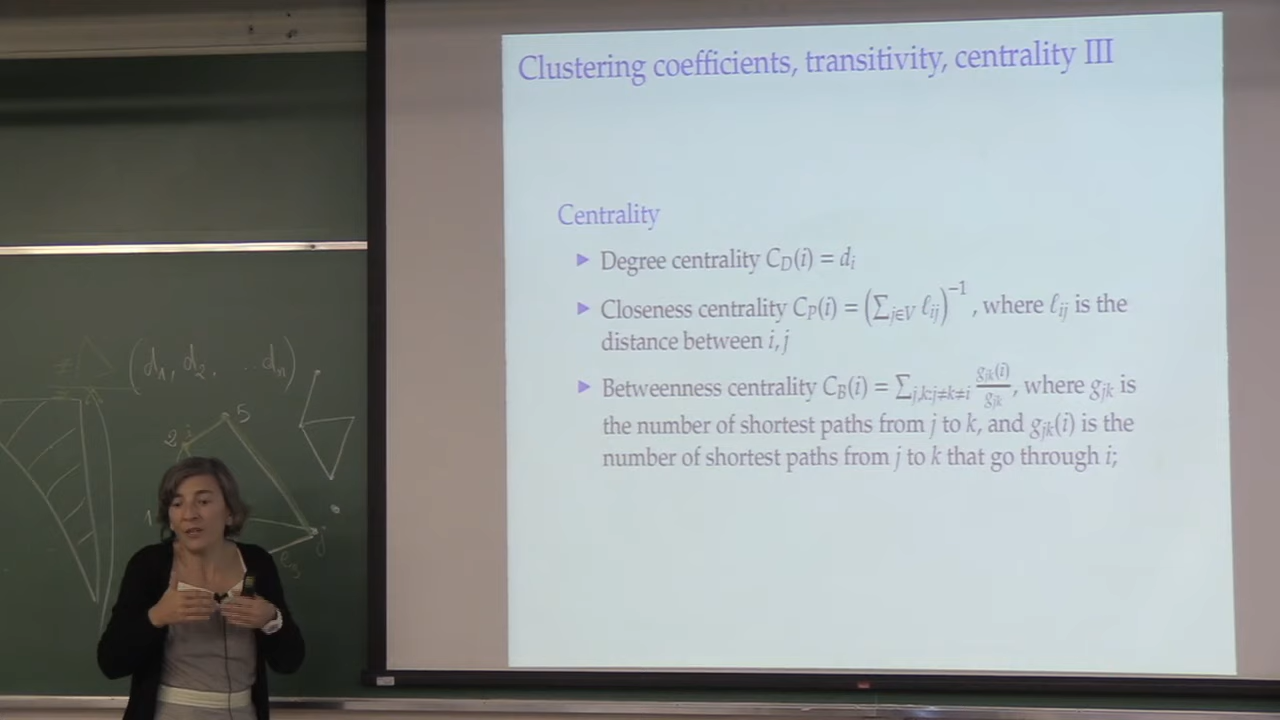 Clustering coefficients, transitivity, centrality III
Centrality
▶ Degree centrality C_D(i) = d_i
▶ Closeness centrality C_P(i) = (∑_{j∈V} ℓ_{ij})^{-1}, where ℓ_{ij} is the
distance between i, j
▶ Betweenness centrality C_B(i) = ∑_{j,k:j≠k≠i} g_{jk}(i)/g_{jk}, where g_{jk} is
the number of shortest paths from j to k, and g_{jk}(i) is the
number of shortest paths from j to k that go through i;
(d_1, d_2, ... d_n)
5
2 i
1
j